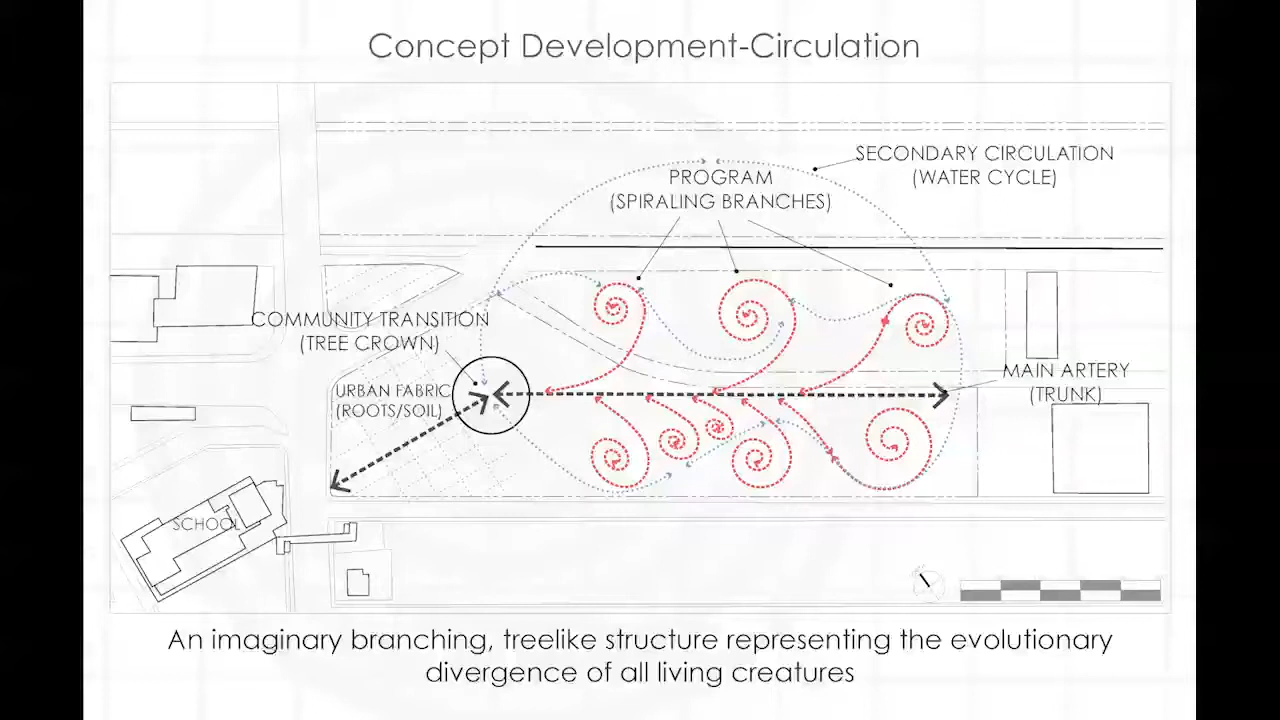 Concept Development-Circulation
SECONDARY CIRCULATION
(WATER CYCLE)
PROGRAM
(SPIRALING BRANCHES)
COMMUNITY TRANSITION
(TREE CROWN)
MAIN ARTERY
(TRUNK)
URBAN FABRIC
(ROOTS/SOIL)
SCHOOL
An imaginary branching, treelike structure representing the evolutionary
divergence of all living creatures